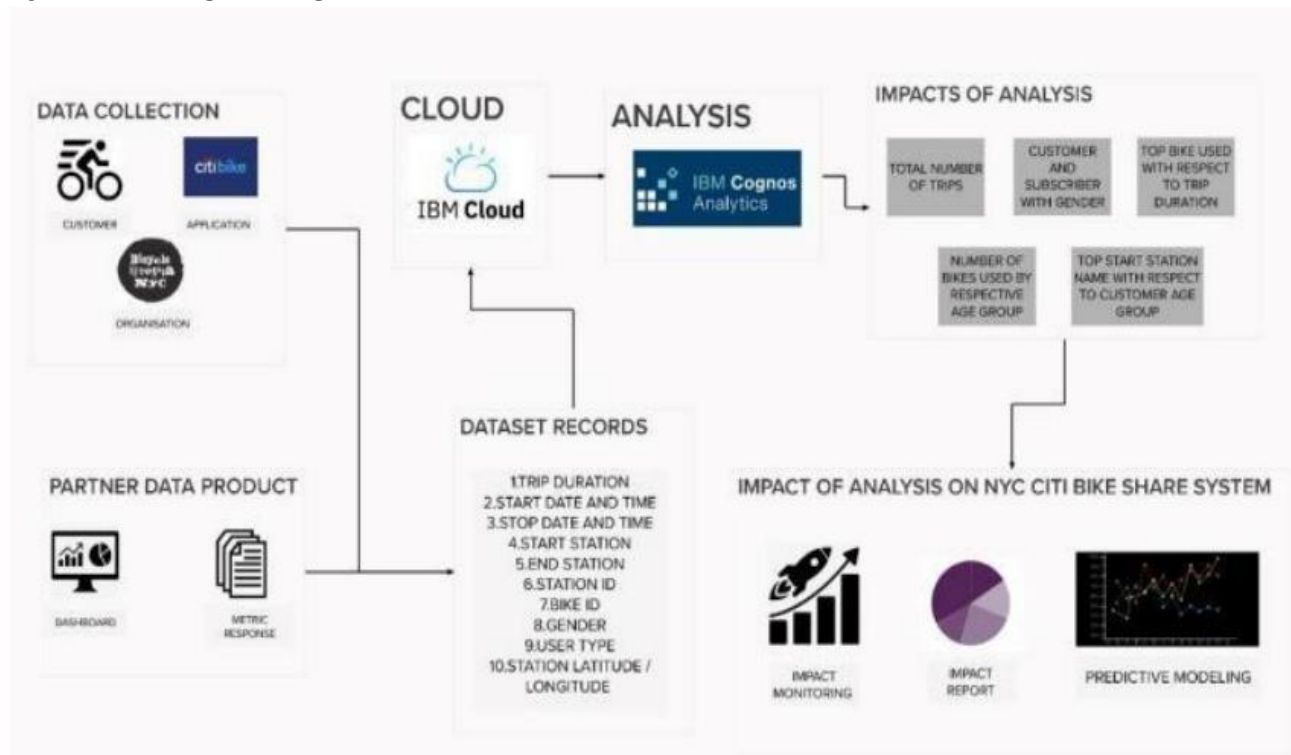 DATA COLLECTION
citibike
CUSTOMER
APPLICATION
NYC
ORGANISATION
CLOUD
IBM Cloud
ANALYSIS
IBM Cognos
Analytics
IMPACTS OF ANALYSIS
TOTAL NUMBER
OF TRIPS
CUSTOMER
AND
SUBSCRIBER
WITH GENDER
TOP BIKE USED
WITH RESPECT
TO TRIP
DURATION
NUMBER OF
BIKES USED BY
RESPECTIVE
AGE GROUP
TOP START STATION
NAME WITH RESPECT
TO CUSTOMER AGE
GROUP
PARTNER DATA PRODUCT
DASHBOARD
METRIC
RESPONSE
DATASET RECORDS
1.TRIP DURATION
2.START DATE AND TIME
3.STOP DATE AND TIME
4.START STATION
5.END STATION
6.STATION ID
7.BIKE ID
8.GENDER
9.USER TYPE
10.STATION LATITUDE /
LONGITUDE
IMPACT OF ANALYSIS ON NYC CITI BIKE SHARE SYSTEM
IMPACT
MONITORING
IMPACT
REPORT
PREDICTIVE MODELING